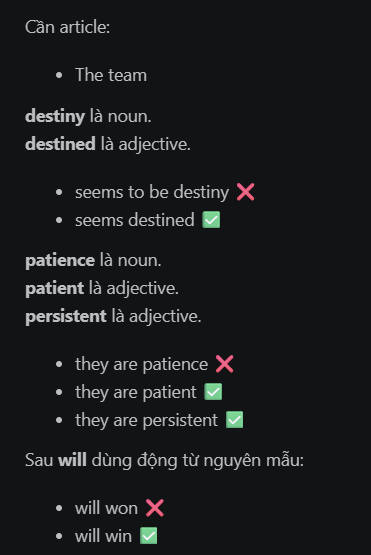 Cần article:
• The team
destiny là noun.
destined là adjective.
• seems to be destiny ❌
• seems destined ✅
patience là noun.
patient là adjective.
persistent là adjective.
• they are patience ❌
• they are patient ✅
• they are persistent ✅
Sau will dùng động từ nguyên mẫu:
• will won ❌
• will win ✅